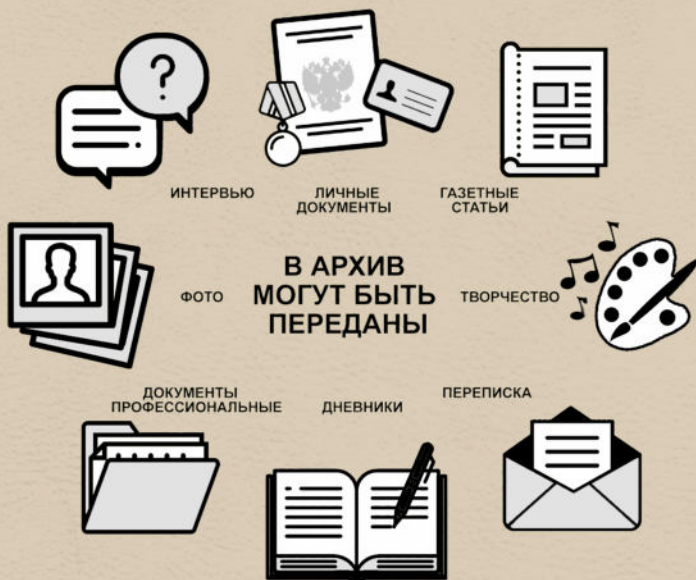 ИНТЕРВЬЮ
ЛИЧНЫЕ
ДОКУМЕНТЫ
ГАЗЕТНЫЕ
СТАТЬИ
ФОТО
В АРХИВ
МОГУТ БЫТЬ
ПЕРЕДАНЫ
ТВОРЧЕСТВО
ДОКУМЕНТЫ
ПРОФЕССИОНАЛЬНЫЕ
ДНЕВНИКИ
ПЕРЕПИСКА